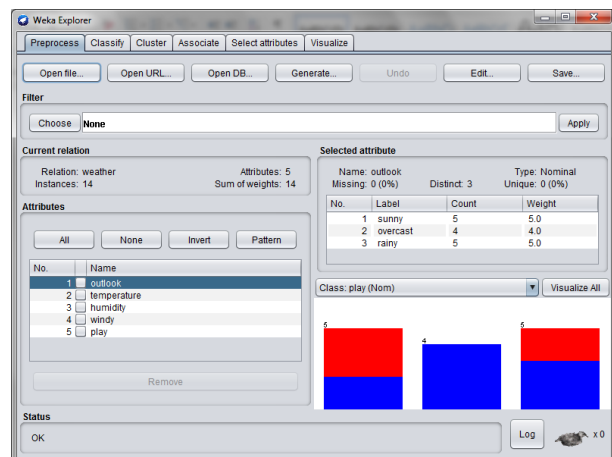 Weka Explorer
Preprocess Classify Cluster Associate Select attributes Visualize
Open file... Open URL... Open DB... Generate... Undo Edit... Save...
Filter
Choose None Apply
Current relation
Relation: weather Attributes: 5
Instances: 14 Sum of weights: 14
Attributes
All None Invert Pattern
No. Name
1 outlook
2 temperature
3 humidity
4 windy
5 play
Remove
Selected attribute
Name: outlook Type: Nominal
Missing: 0 (0%) Distinct: 3 Unique: 0 (0%)
No. Label Count Weight
1 sunny 5 5.0
2 overcast 4 4.0
3 rainy 5 5.0
Class: play (Nom) Visualize All
5 4 5
Status
OK Log x 0